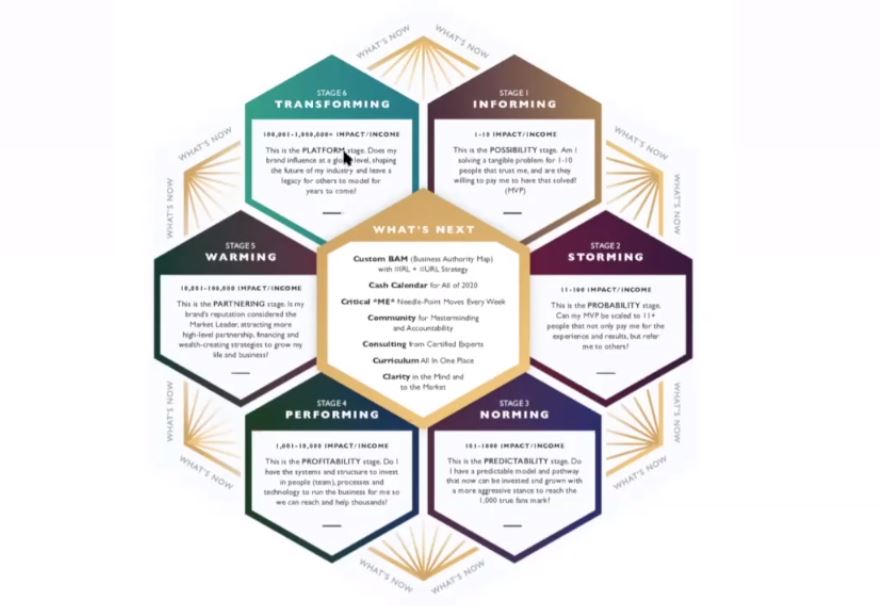 WHAT'S NOW
WHAT'S NOW
STAGE 6
TRANSFORMING
100,001-1,000,000+ IMPACT/INCOME
This is the PLATFORM stage. Does my
brand influence at a level, shaping
the future of my industry and leave a
legacy for others to model for
years to come?
STAGE 1
INFORMING
1-10 IMPACT/INCOME
This is the POSSIBILITY stage. Am I
solving a tangible problem for 1-10
people that trust me, and are they
willing to pay me to have that solved?
(MVP)
WHAT'S NOW
WHAT'S NOW
WHAT'S NOW
WHAT'S NOW
STAGE 5
WARMING
10,001-100,000 IMPACT/INCOME
This is the PARTNERING stage. Is my
brand's reputation considered the
Market Leader, attracting more
high-level partnership, financing and
wealth-creating strategies to grow my
life and business?
WHAT'S NEXT
Custom BAM (Business Authority Map)
with Strategy
Cash Calendar for All of 2020
Critical *ME* Needle-Point Moves Every Week
Community for Masterminding
and Accountability
Consulting from Certified Experts
Curriculum All In One Place
Clarity in the Mind and
to the Market
STAGE 2
STORMING
11-100 IMPACT/INCOME
This is the PROBABILITY stage.
Can my MVP be scaled to 11+
people that not only pay me for the
experience and results, but refer
me to others?
WHAT'S NOW
WHAT'S NOW
WHAT'S NOW
WHAT'S NOW
STAGE 4
PERFORMING
1,001-10,000 IMPACT/INCOME
This is the PROFITABILITY stage. Do I
have the systems and structure to invest
in people (team), processes and
technology to run the business for me so
we can reach and help thousands!
STAGE 3
NORMING
101-1000 IMPACT/INCOME
This is the PREDICTABILITY stage. Do
I have a predictable model and pathway
that now can be invested and grown with
a more aggressive stance to reach the
1,000 true fans mark?
WHAT'S NOW
WHAT'S NOW